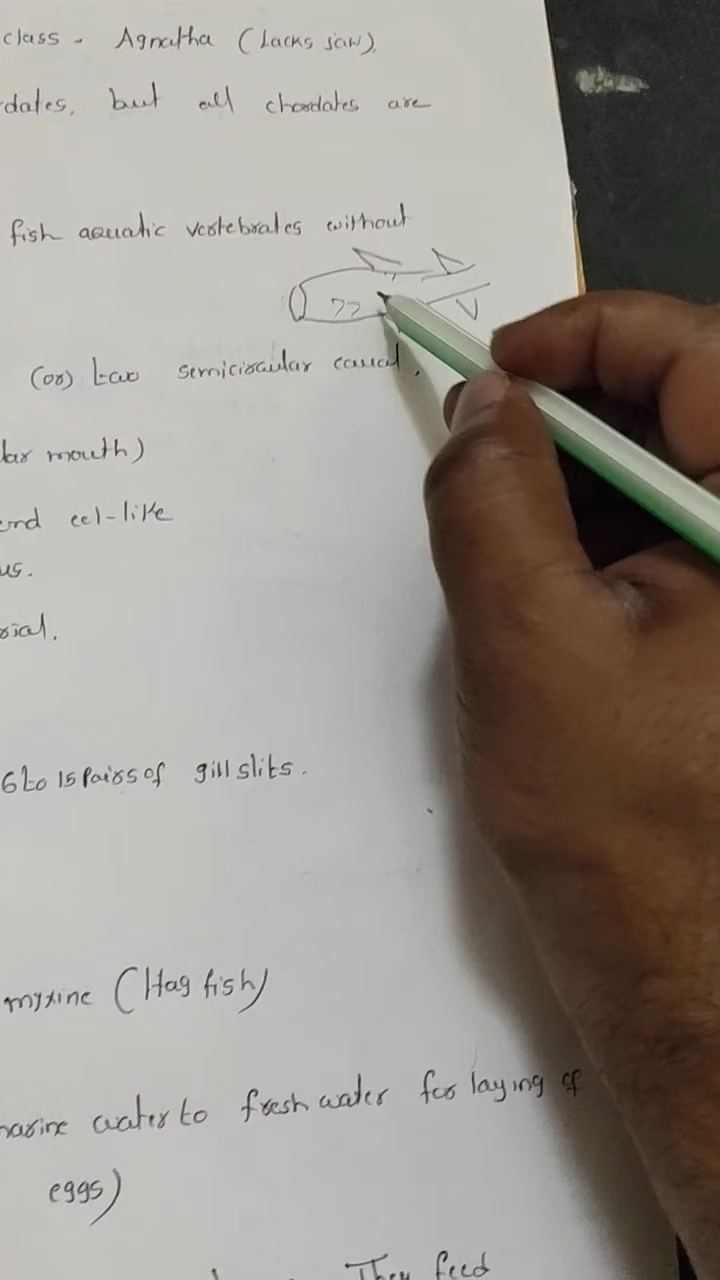 class - Agnatha (Lacks jaw).
dates, but all chordates are
fish aquatic vertebrates without
(or) two semicircular canal.
lar mouth)
end eel-like
us.
rial.
6 to 15 Pairs of gill slits.
myxine (Hag fish)
marine water to fresh water for laying of
eggs)
They feed